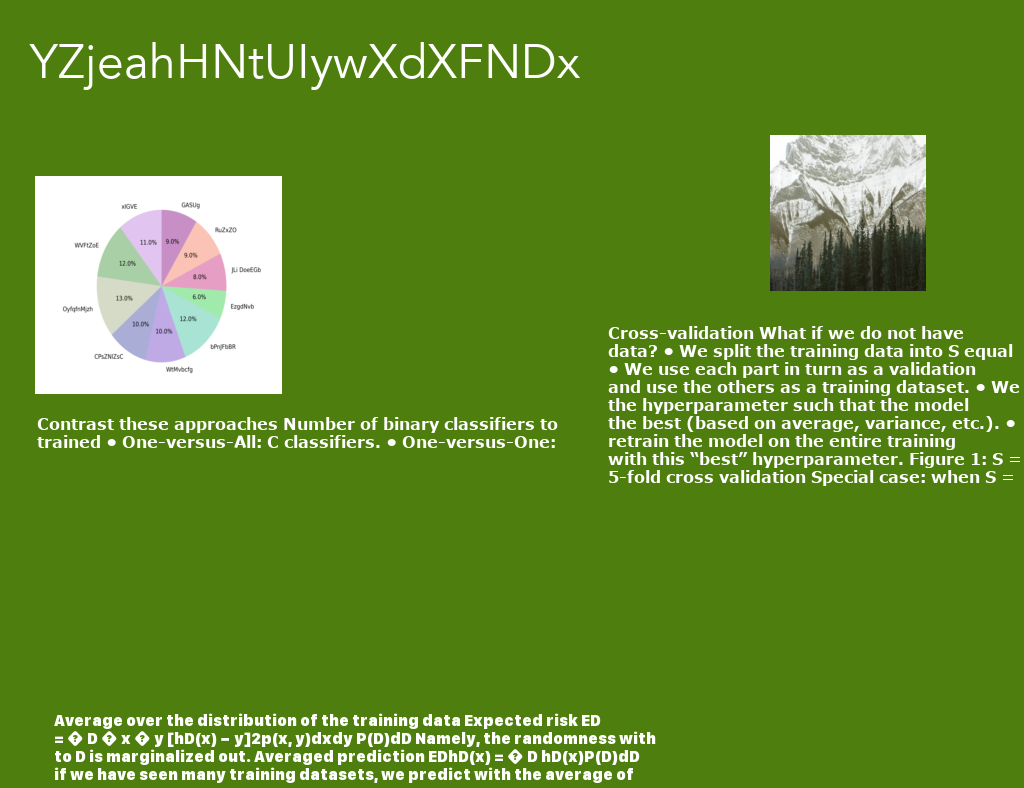 YZjeahHNtUIywXdXFNDx
xIGVE
GASUg
RuZxZO
JLi DoeEGb
EzgdNvb
bPnJFbBR
WtMvbcfg
CPsZNIZsC
OyfqfnMjzh
WVFtZoE
11.0%
9.0%
9.0%
8.0%
6.0%
12.0%
10.0%
10.0%
13.0%
12.0%
Contrast these approaches Number of binary classifiers to
trained ● One-versus-All: C classifiers. ● One-versus-One:
Cross-validation What if we do not have
data? ● We split the training data into S equal
● We use each part in turn as a validation
and use the others as a training dataset. ● We
the hyperparameter such that the model
the best (based on average, variance, etc.). ●
retrain the model on the entire training
with this “best” hyperparameter. Figure 1: S =
5-fold cross validation Special case: when S =
Average over the distribution of the training data Expected risk ED
= � D � x � y [hD(x) − y]2p(x, y)dxdy P(D)dD Namely, the randomness with
to D is marginalized out. Averaged prediction EDhD(x) = � D hD(x)P(D)dD
if we have seen many training datasets, we predict with the average of